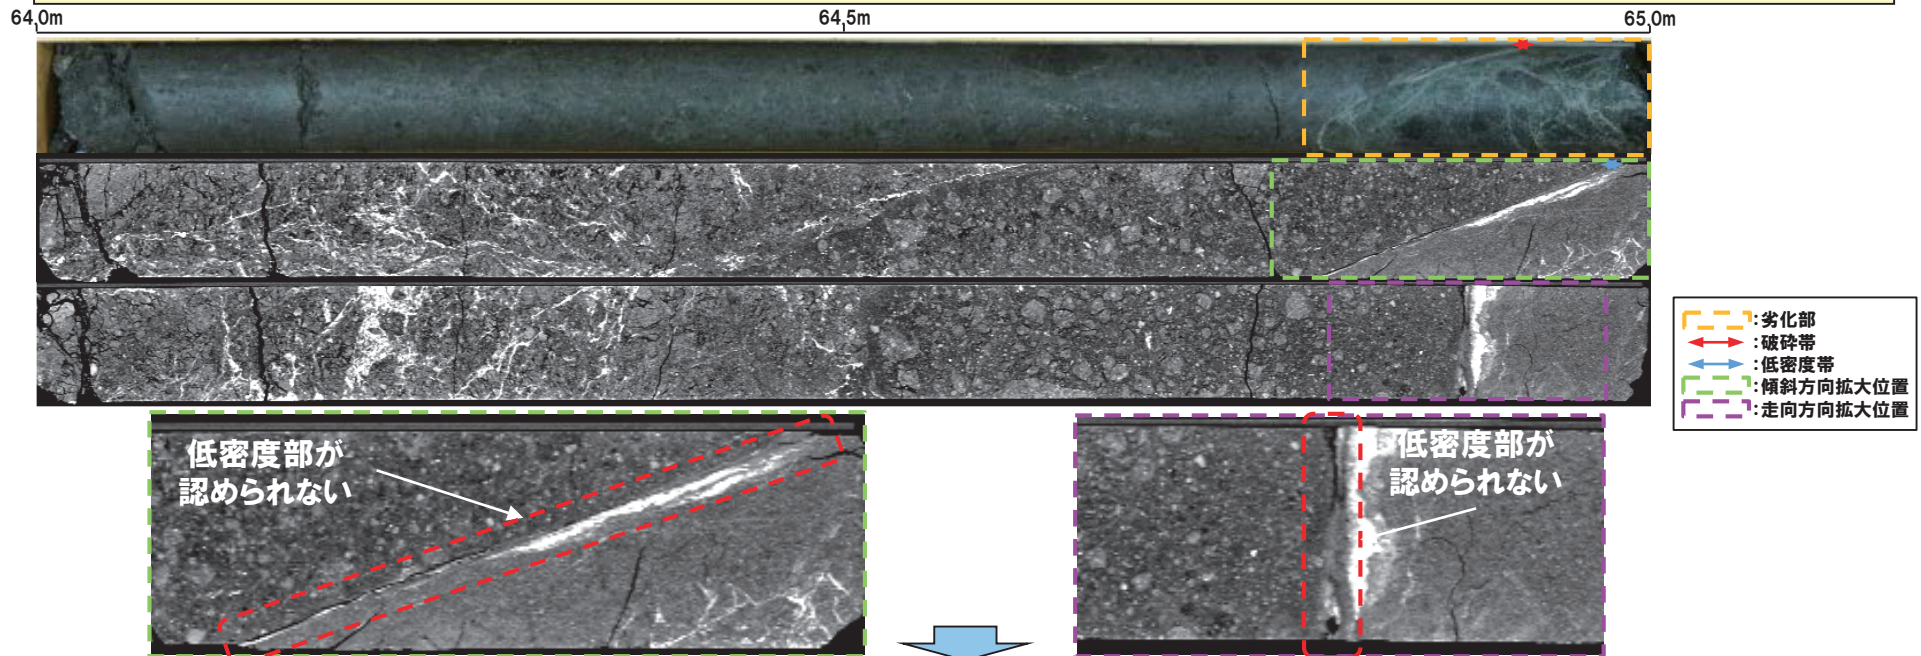 64.0m
64.5m
65.0m
:劣化部
:破砕帯
:低密度帯
:傾斜方向拡大位置
:走向方向拡大位置
低密度部が
認められない
低密度部が
認められない